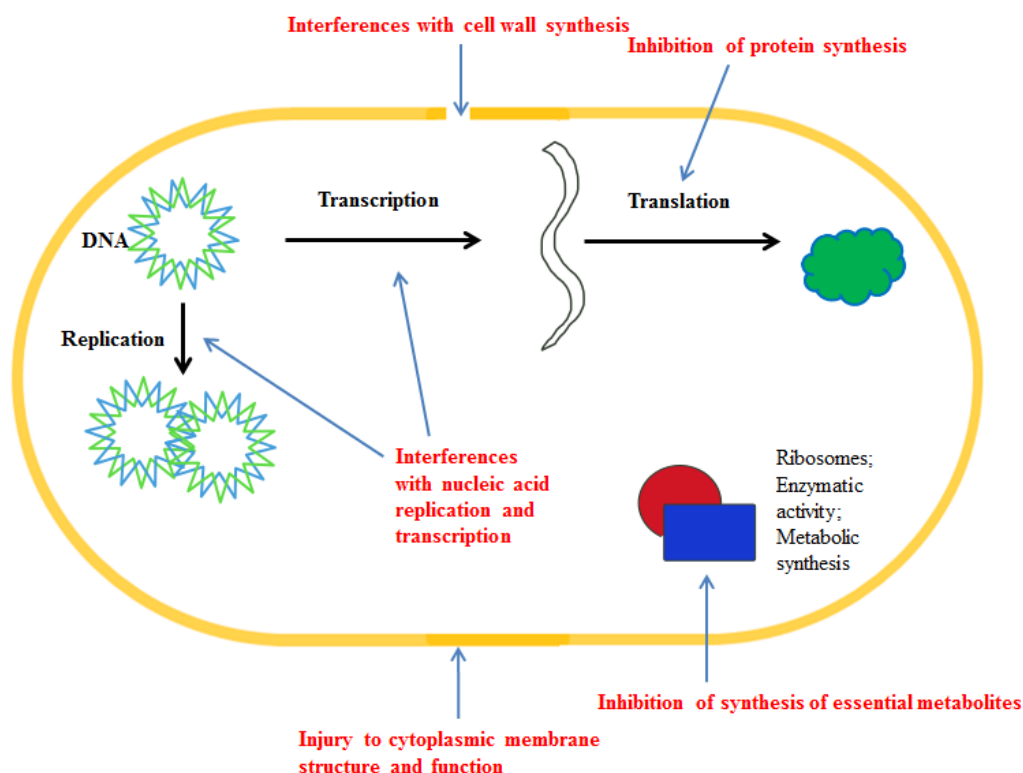 Interferences with cell wall synthesis
Inhibition of protein synthesis
Transcription
Translation
DNA
Replication
Interferences
with nucleic acid
replication and
transcription
Ribosomes;
Enzymatic
activity;
Metabolic
synthesis
Inhibition of synthesis of essential metabolites
Injury to cytoplasmic membrane
structure and function